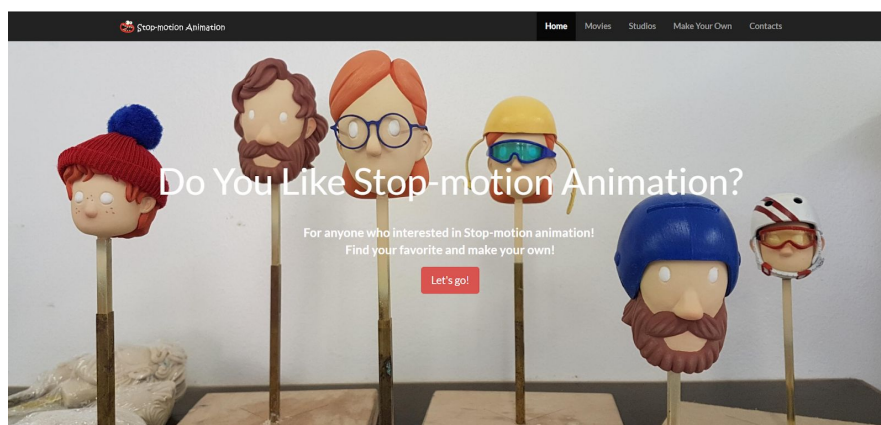 Stop-motion Animation
Home Movies Studios Make Your Own Contacts
Do You Like Stop-motion Animation?
For anyone who interested in Stop-motion animation!
Find your favorite and make your own!
Let's go!